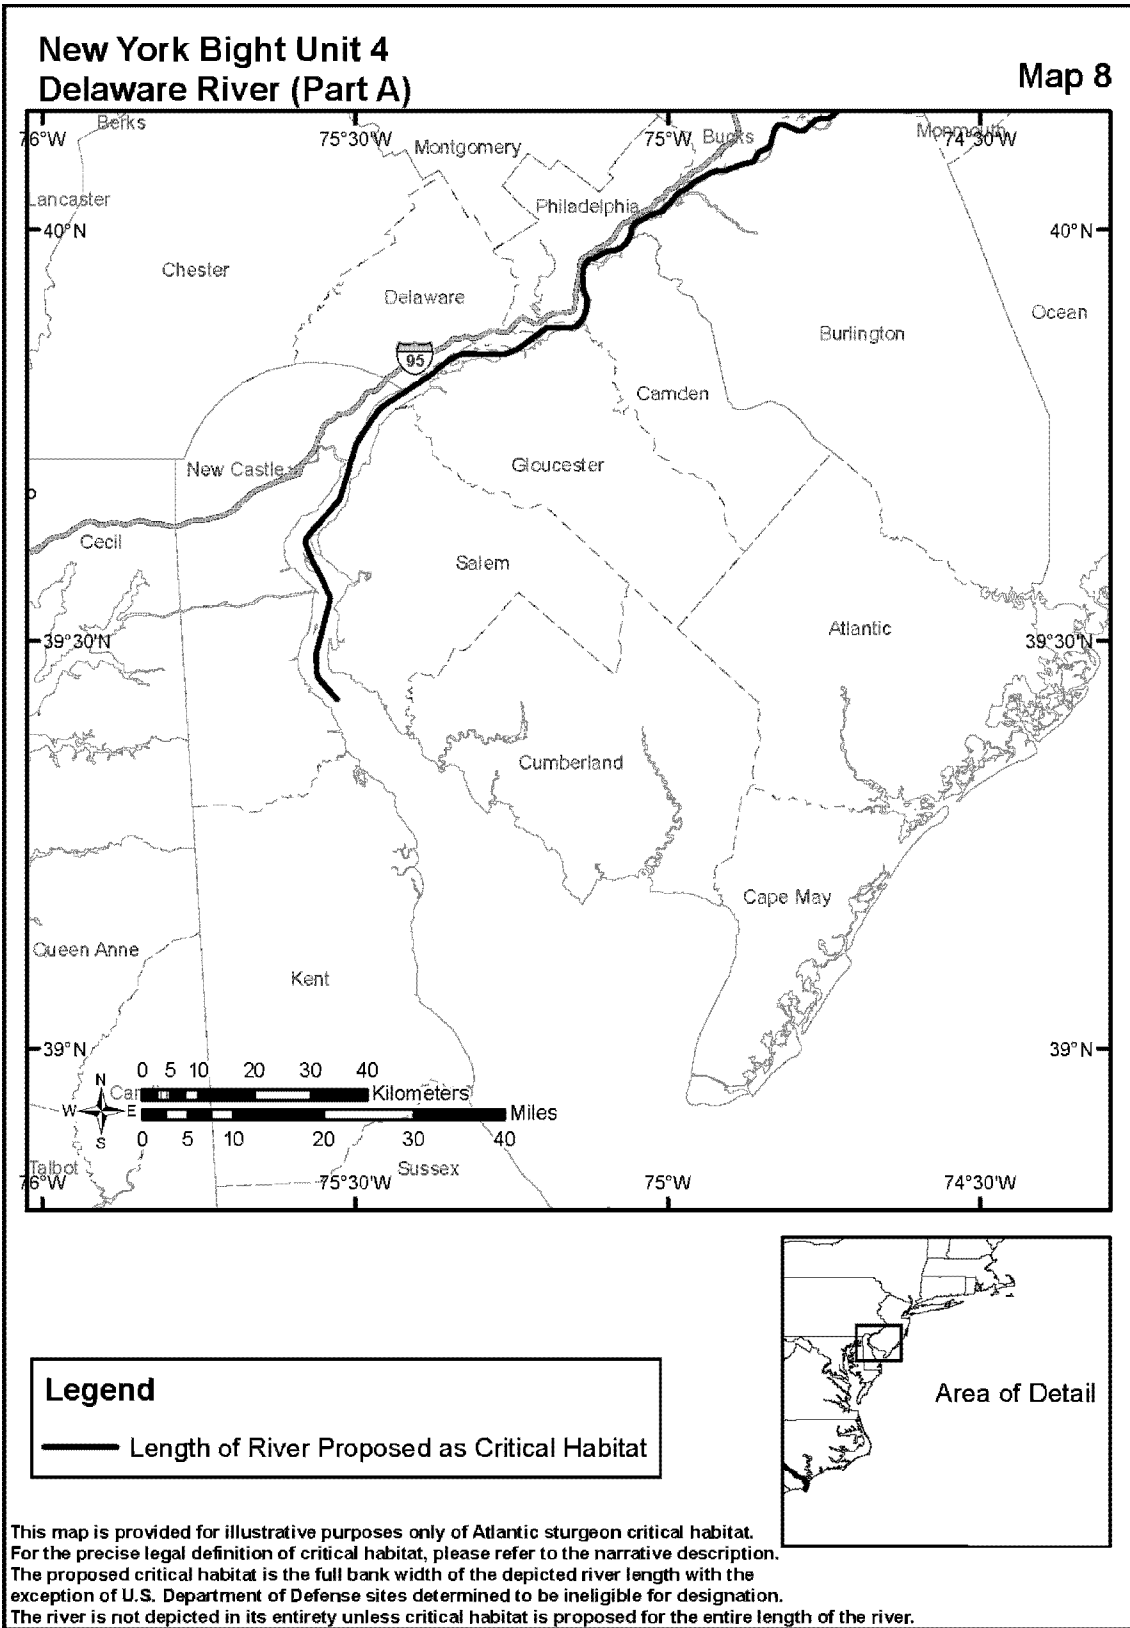 New York Bight Unit 4
Delaware River (Part A)
Map 8
76°W
75°30'W
75°W
74°30'W
Berks
Montgomery
Bucks
Monmouth
Lancaster
Philadelphia
40°N
40°N
Chester
Delaware
Ocean
Burlington
95
Camden
New Castle
Gloucester
Cecil
Salem
Atlantic
39°30'N
39°30'N
Cumberland
Cape May
Queen Anne
Kent
39°N
39°N
0 5 10 20 30 40
Kilometers
N
W E
S
Miles
0 5 10 20 30 40
Talbot
Sussex
76°W
75°30'W
75°W
74°30'W
Area of Detail
Legend
Length of River Proposed as Critical Habitat
This map is provided for illustrative purposes only of Atlantic sturgeon critical habitat.
For the precise legal definition of critical habitat, please refer to the narrative description.
The proposed critical habitat is the full bank width of the depicted river length with the
exception of U.S. Department of Defense sites determined to be ineligible for designation.
The river is not depicted in its entirety unless critical habitat is proposed for the entire length of the river.